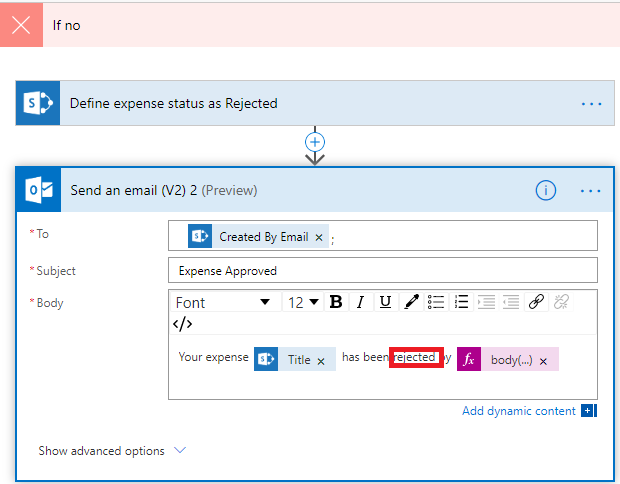 If no
Define expense status as Rejected
...
Send an email (V2) 2 (Preview)
...
* To
Created By Email × ;
* Subject
Expense Approved
* Body
Font 12 B I U
</>
Your expense Title × has been rejected by fx body(...) ×
Add dynamic content +
Show advanced options